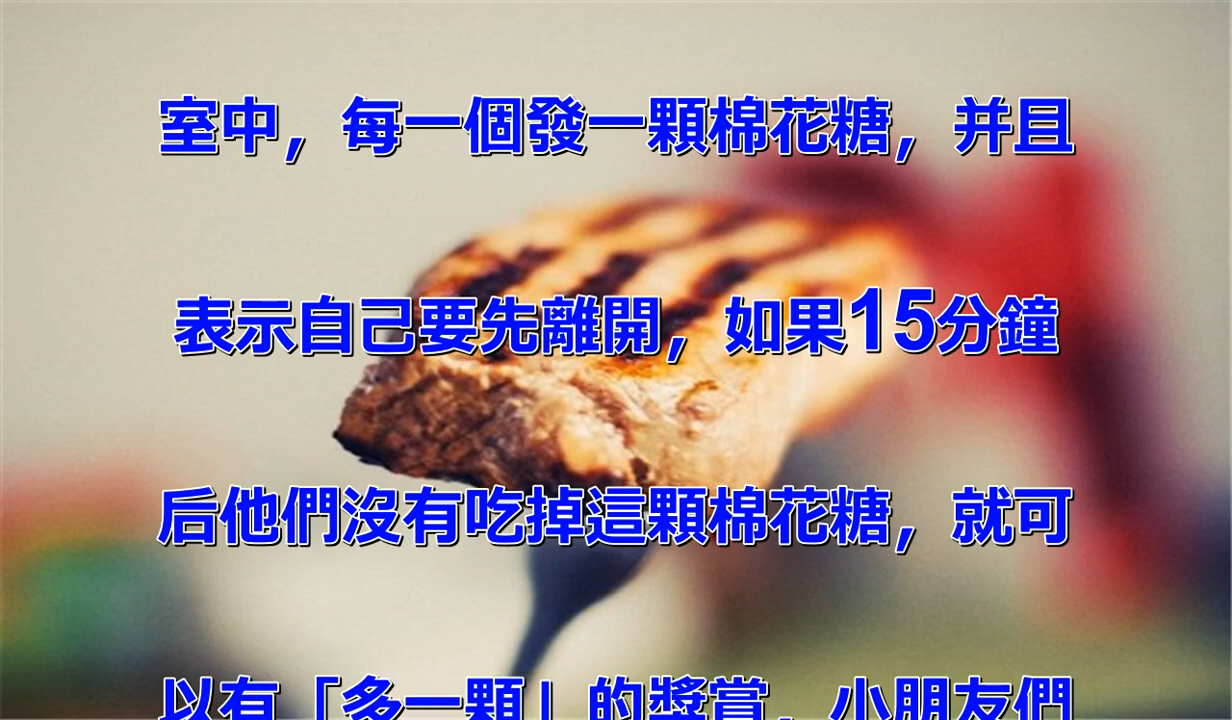 室中，每一個發一顆棉花糖，并且
表示自己要先離開，如果15分鐘
后他們沒有吃掉這顆棉花糖，就可
以有「多一顆」的獎賞，小朋友們